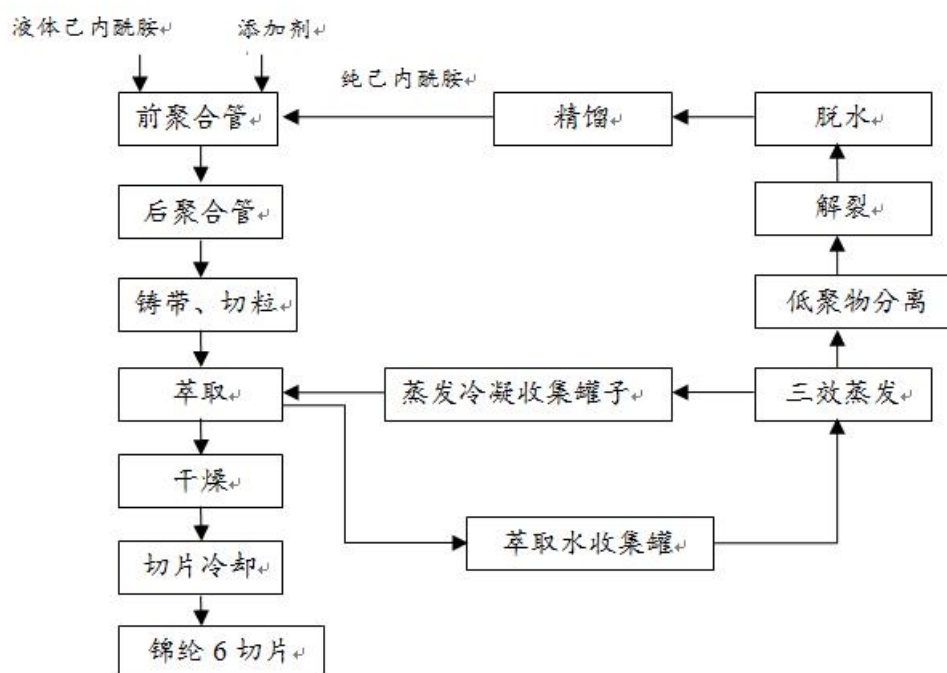 液体己内酰胺
添加剂
纯己内酰胺
前聚合管
精馏
脱水
后聚合管
解裂
铸带、切粒
低聚物分离
萃取
蒸发冷凝收集罐子
三效蒸发
干燥
萃取水收集罐
切片冷却
锦纶6切片